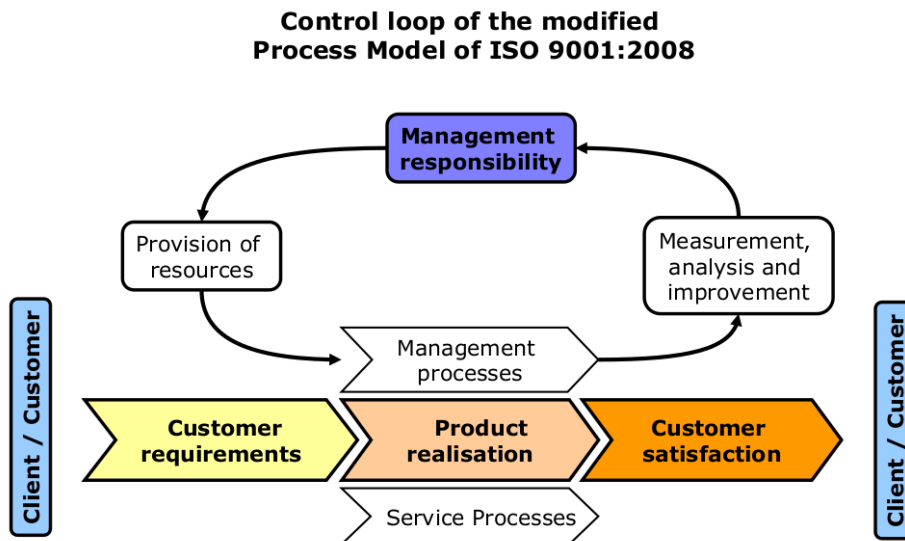 Control loop of the modified
Process Model of ISO 9001:2008
Management
responsibility
Provision of
resources
Measurement,
analysis and
improvement
Management
processes
Client / Customer
Customer
requirements
Product
realisation
Customer
satisfaction
Client / Customer
Service Processes